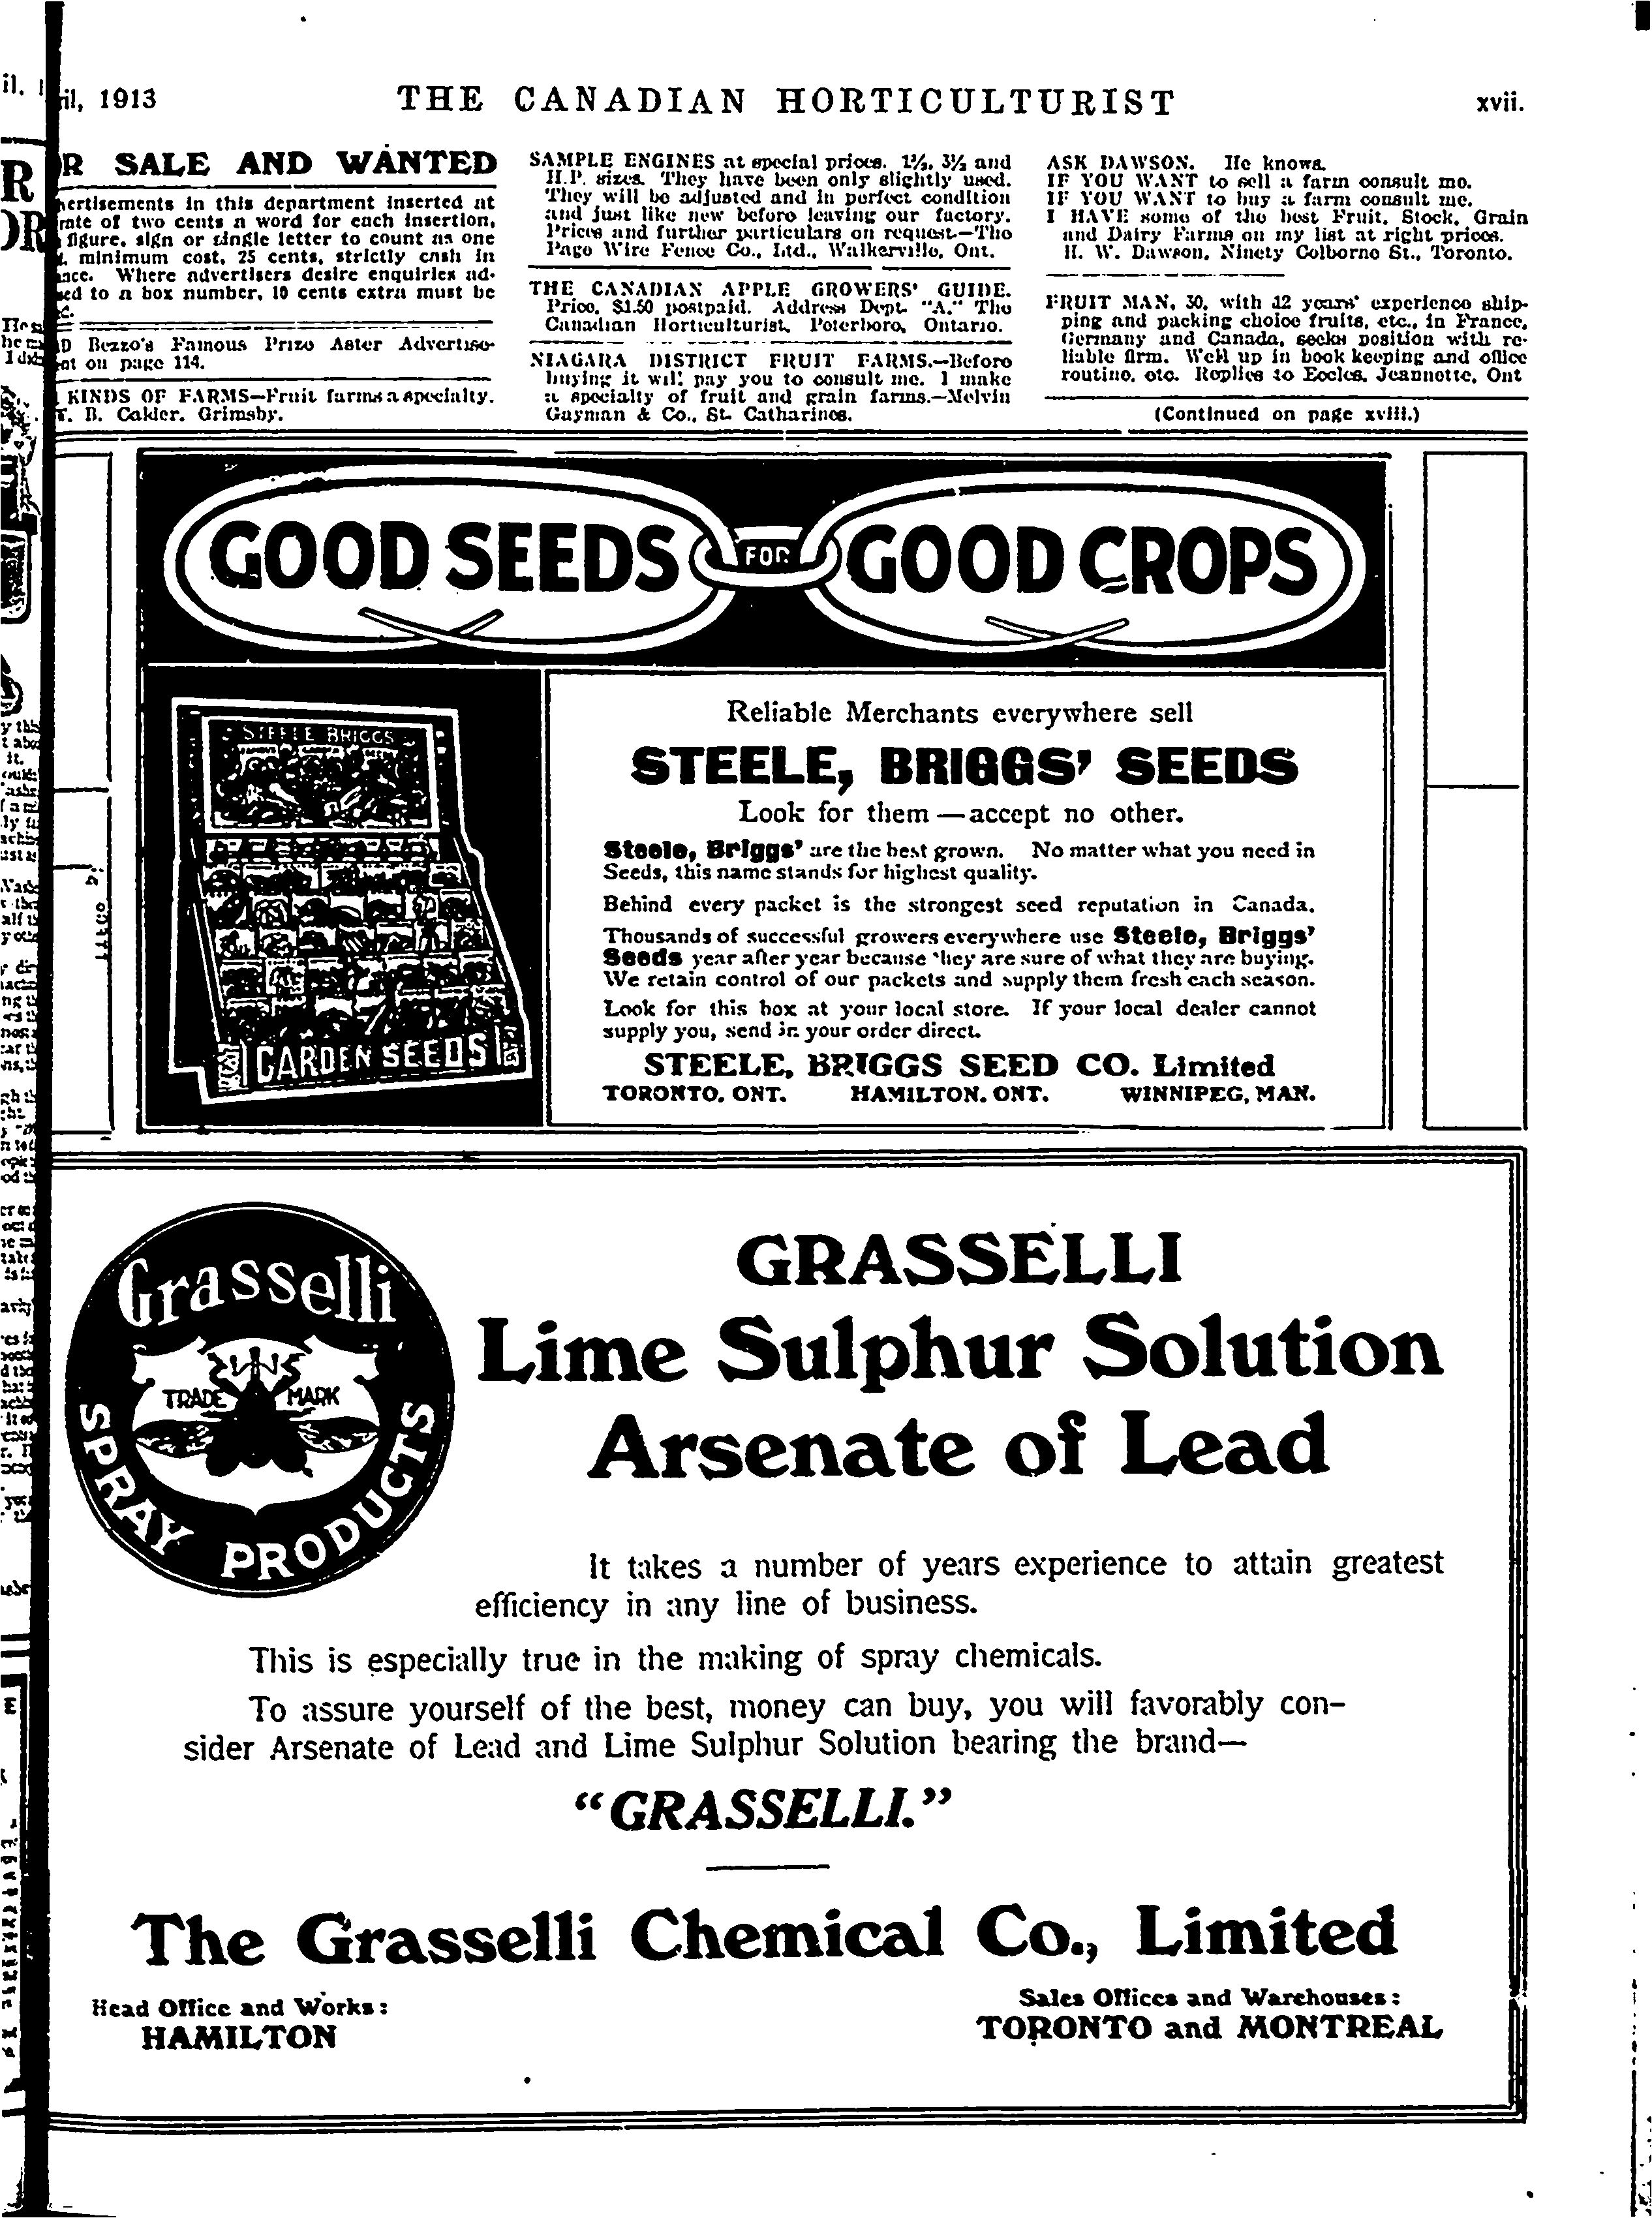 il, 1913
THE CANADIAN HORTICULTURIST
xvii.
R SALE AND WANTED
ertisements in this department inserted at
rate of two cents a word for each insertion,
figure, sign or single letter to count as one
minimum cost, 25 cents, strictly cash in
Where advertisers desire enquiries ad-
to a box number, 10 cents extra must be
Bezzo's Famous Prize Aster Advertise-
on page 114.
KINDS OF FARMS—Fruit farms a specialty.
B. Calder, Grimsby.
SAMPLE ENGINES at special prices. 1½, 3½ and
H.P. sizes. They have been only slightly used.
They will be adjusted and in perfect condition
and just like new before leaving our factory.
Prices and further particulars on request—The
Page Wire Fence Co., Ltd., Walkerville, Ont.
THE CANADIAN APPLE GROWERS' GUIDE.
Price, $1.50 postpaid. Address Dept. "A." The
Canadian Horticulturist, Peterboro, Ontario.
NIAGARA DISTRICT FRUIT FARMS.—Before
buying it will pay you to consult me. I make
a specialty of fruit and grain farms.—Melvin
Gayman & Co., St. Catharines.
ASK DAWSON. He knows.
IF YOU WANT to sell a farm consult me.
IF YOU WANT to buy a farm consult me.
I HAVE some of the best Fruit, Stock, Grain
and Dairy Farms on my list at right prices.
H. W. Dawson, Ninety Colborne St., Toronto.
FRUIT MAN, 30, with 12 years' experience ship-
ping and packing choice fruits, etc., in France,
Germany and Canada, seeks position with re-
liable firm. Well up in book keeping and office
routine, etc. Replies to Eccles, Jeannette, Ont
(Continued on page xviii.)
GOOD SEEDS FOR GOOD CROPS
STEELE BRIGGS
GARDEN SEEDS
Reliable Merchants everywhere sell
STEELE, BRIGGS' SEEDS
Look for them — accept no other.
Steele, Briggs' are the best grown. No matter what you need in
Seeds, this name stands for highest quality.
Behind every packet is the strongest seed reputation in Canada.
Thousands of successful growers everywhere use Steele, Briggs'
Seeds year after year because they are sure of what they are buying.
We retain control of our packets and supply them fresh each season.
Look for this box at your local store. If your local dealer cannot
supply you, send in your order direct.
STEELE, BRIGGS SEED CO. Limited
TORONTO, ONT. HAMILTON, ONT. WINNIPEG, MAN.
Grasselli
TRADE MARK
SPRAY PRODUCTS
GRASSELLI
Lime Sulphur Solution
Arsenate of Lead
It takes a number of years experience to attain greatest
efficiency in any line of business.
This is especially true in the making of spray chemicals.
To assure yourself of the best, money can buy, you will favorably con-
sider Arsenate of Lead and Lime Sulphur Solution bearing the brand—
"GRASSELLI."
The Grasselli Chemical Co., Limited
Head Office and Works:
HAMILTON
Sales Offices and Warehouses:
TORONTO and MONTREAL